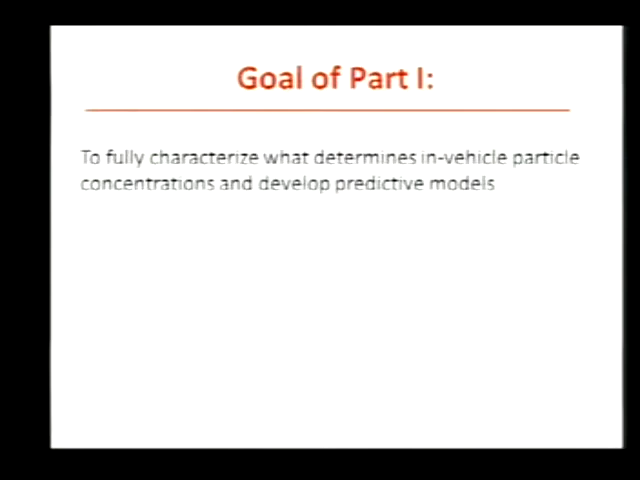 Goal of Part I:
To fully characterize what determines in-vehicle particle
concentrations and develop predictive models